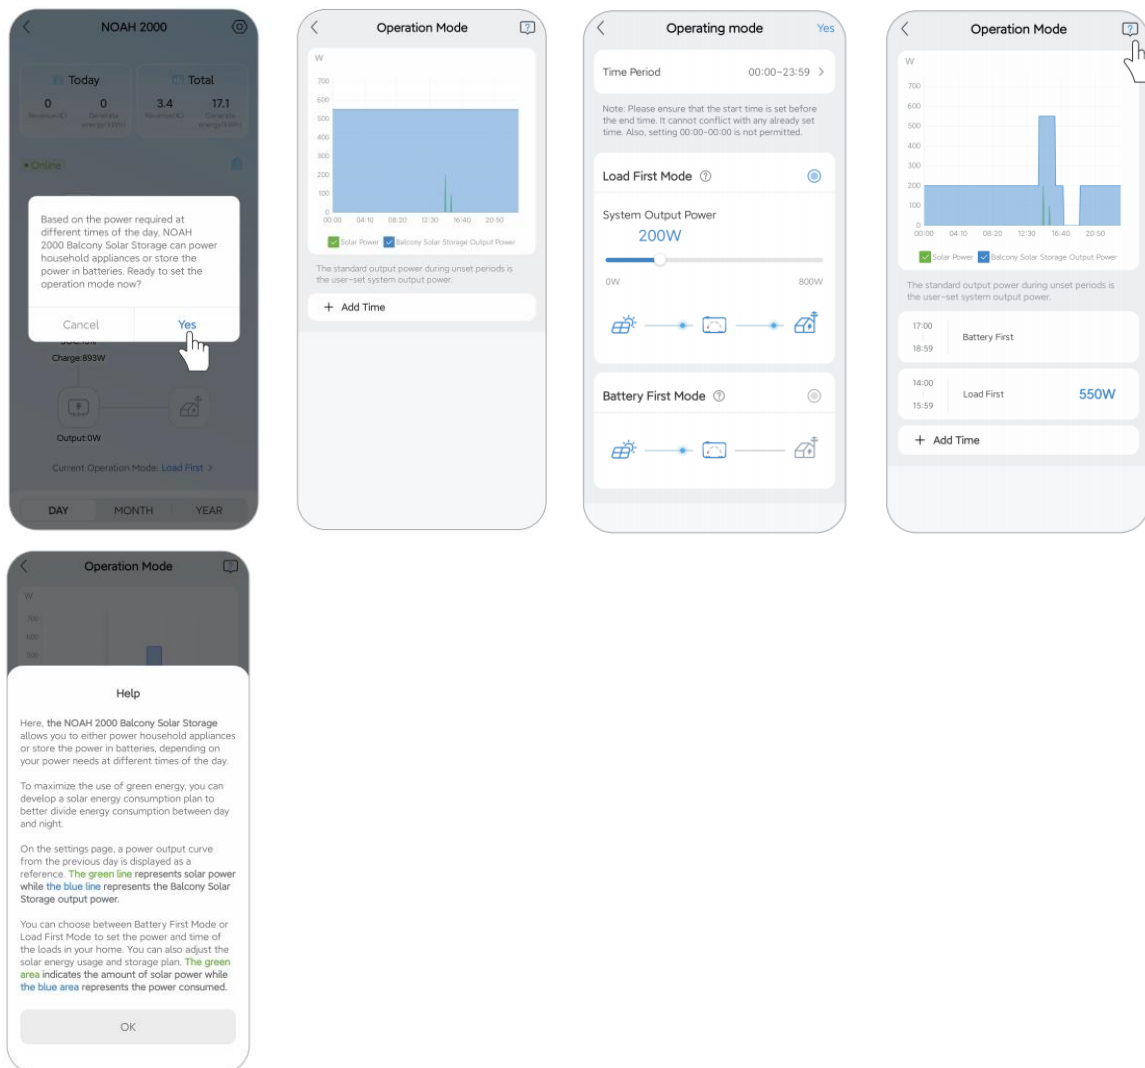 NOAH 2000
Today
Total
0
0
3.4
17.1
Revenue(€)
Generate
energy(kWh)
Revenue(€)
Generate
energy(kWh)
Online
Based on the power required at
different times of the day, NOAH
2000 Balcony Solar Storage can power
household appliances or store the
power in batteries. Ready to set the
operation mode now?
Cancel
Yes
Charge:893W
Output:0W
Current Operation Mode: Load First >
DAY
MONTH
YEAR
Operation Mode
W
700
600
500
400
300
200
100
0
00:00 04:10 08:20 12:30 16:40 20:50
Solar Power Balcony Solar Storage Output Power
The standard output power during unset periods is
the user-set system output power.
+ Add Time
Operating mode
Yes
Time Period 00:00-23:59 >
Note: Please ensure that the start time is set before
the end time. It cannot conflict with any already set
time. Also, setting 00:00-00:00 is not permitted.
Load First Mode ?
System Output Power
200W
0W 800W
Battery First Mode ?
Operation Mode
?
W
700
600
500
400
300
200
100
0
00:00 04:10 08:20 12:30 16:40 20:50
Solar Power Balcony Solar Storage Output Power
The standard output power during unset periods is
the user-set system output power.
17:00
18:59
Battery First
14:00
15:59
Load First 550W
+ Add Time
Operation Mode
W
700
600
500
Help
Here, the NOAH 2000 Balcony Solar Storage
allows you to either power household appliances
or store the power in batteries, depending on
your power needs at different times of the day.
To maximize the use of green energy, you can
develop a solar energy consumption plan to
better divide energy consumption between day
and night.
On the settings page, a power output curve
from the previous day is displayed as a
reference. The green line represents solar power
while the blue line represents the Balcony Solar
Storage output power.
You can choose between Battery First Mode or
Load First Mode to set the power and time of
the loads in your home. You can also adjust the
solar energy usage and storage plan. The green
area indicates the amount of solar power while
the blue area represents the power consumed.
OK